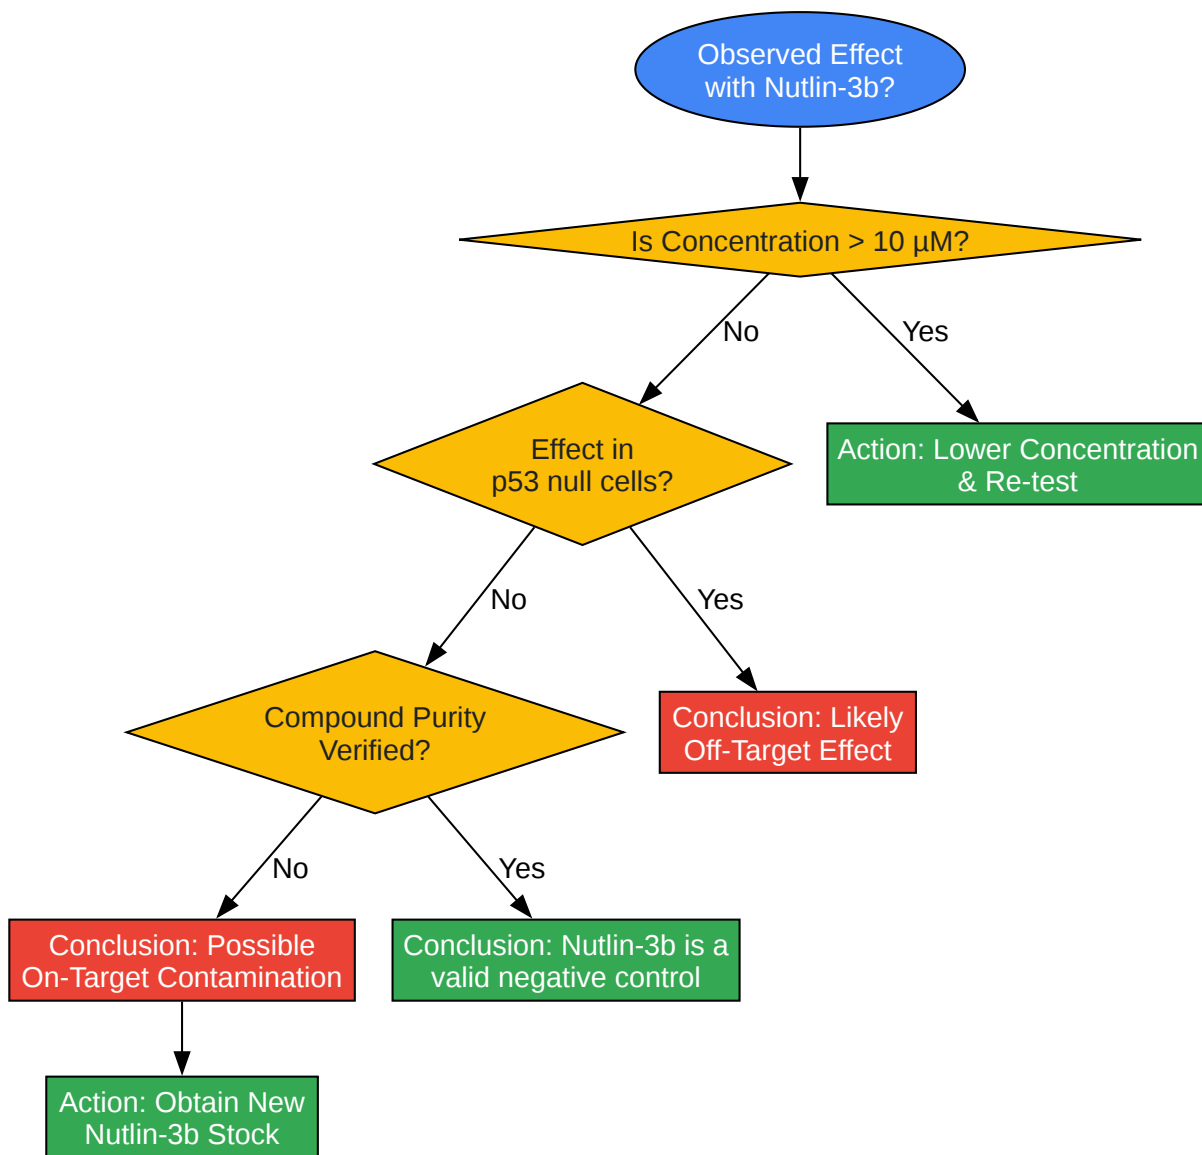 Observed Effect
with Nutlin-3b?
Is Concentration > 10 µM?
No
Yes
Effect in
p53 null cells?
Action: Lower Concentration
& Re-test
No
Yes
Compound Purity
Verified?
Conclusion: Likely
Off-Target Effect
No
Yes
Conclusion: Possible
On-Target Contamination
Conclusion: Nutlin-3b is a
valid negative control
Action: Obtain New
Nutlin-3b Stock